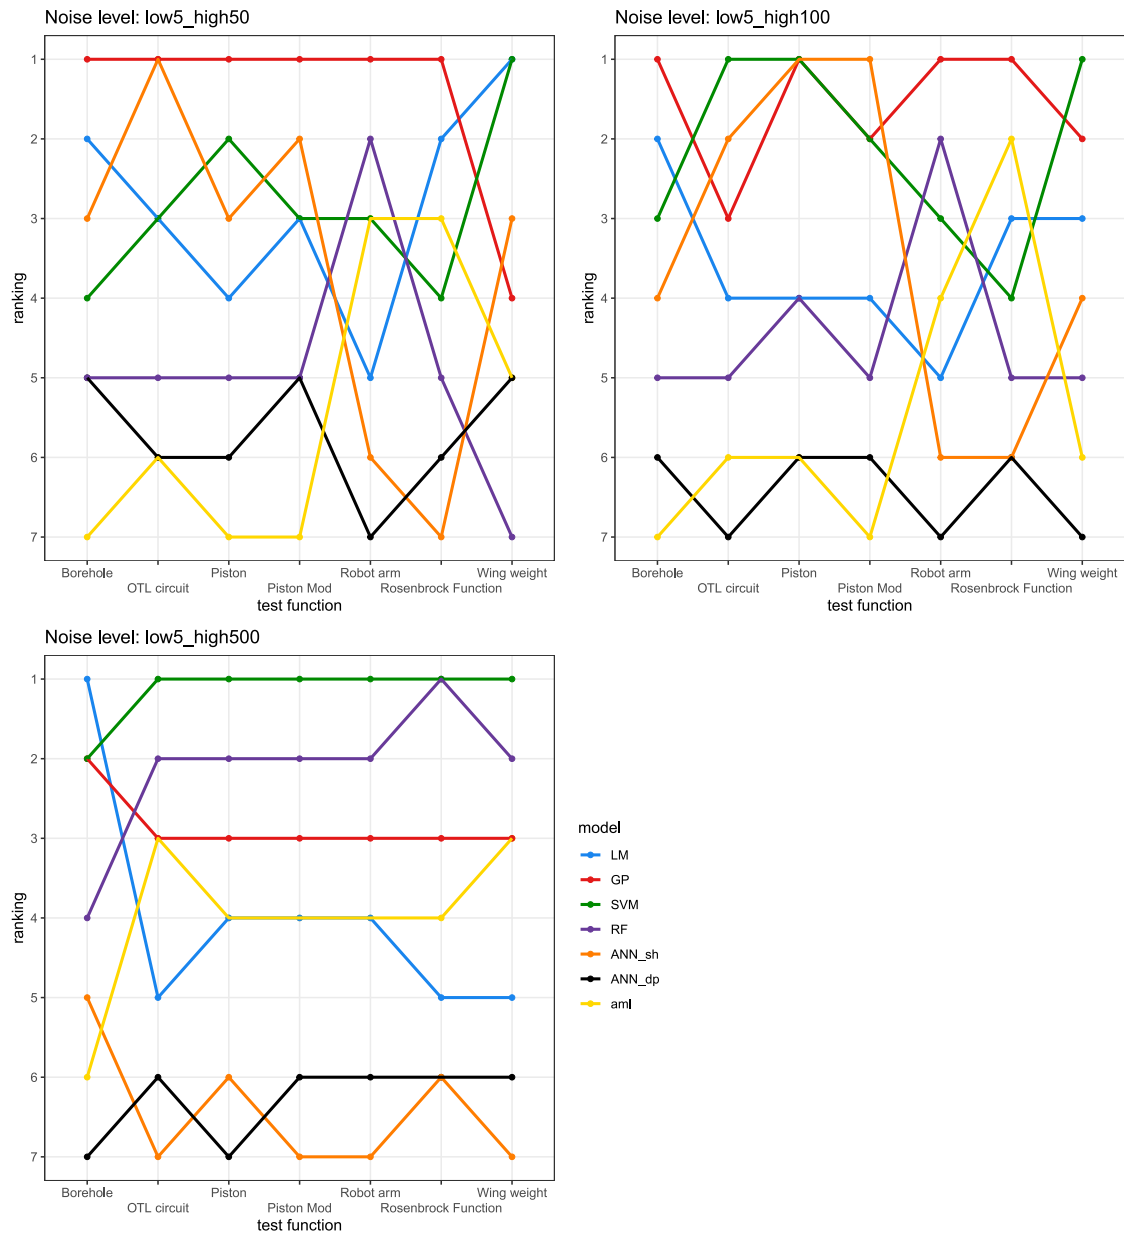 Noise level: low5_high50
ranking
1
2
3
4
5
6
7
Borehole
OTL circuit
Piston
Piston Mod
Robot arm
Rosenbrock Function
Wing weight
test function
Noise level: low5_high100
ranking
1
2
3
4
5
6
7
Borehole
OTL circuit
Piston
Piston Mod
Robot arm
Rosenbrock Function
Wing weight
test function
Noise level: low5_high500
ranking
1
2
3
4
5
6
7
Borehole
OTL circuit
Piston
Piston Mod
Robot arm
Rosenbrock Function
Wing weight
test function
model
LM
GP
SVM
RF
ANN_sh
ANN_dp
aml